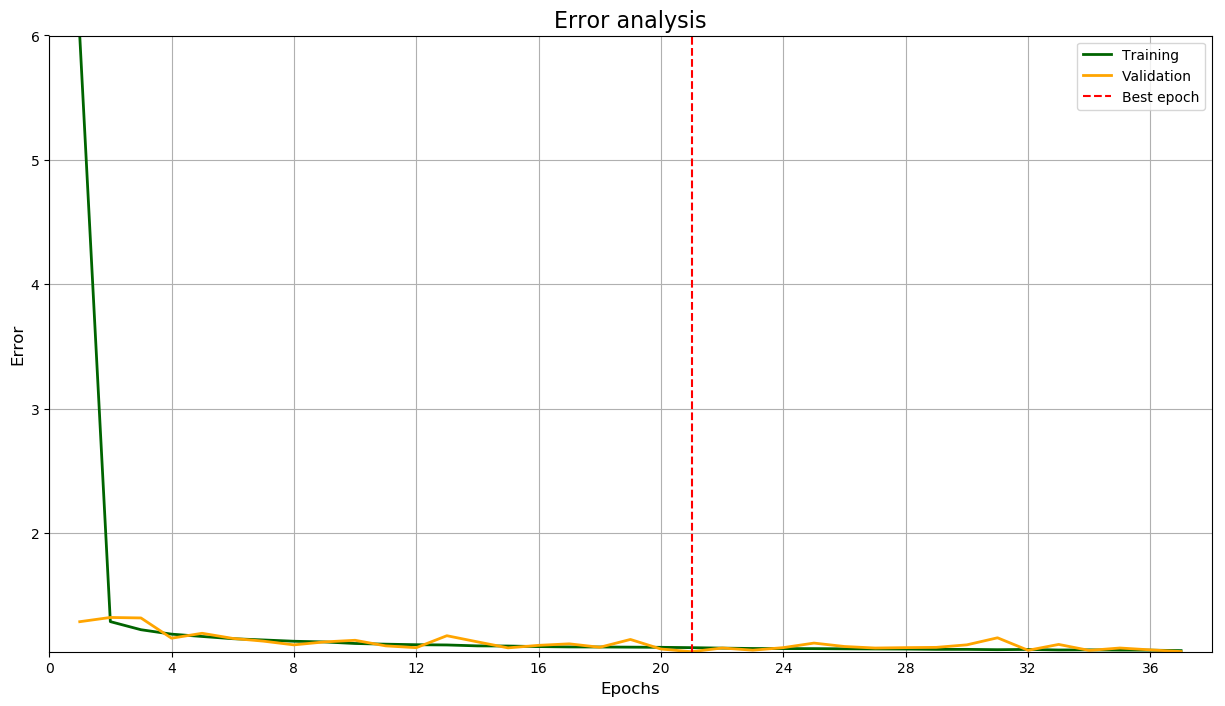 Error analysis
Training
Validation
Best epoch
Error
6
5
4
3
2
0 4 8 12 16 20 24 28 32 36
Epochs